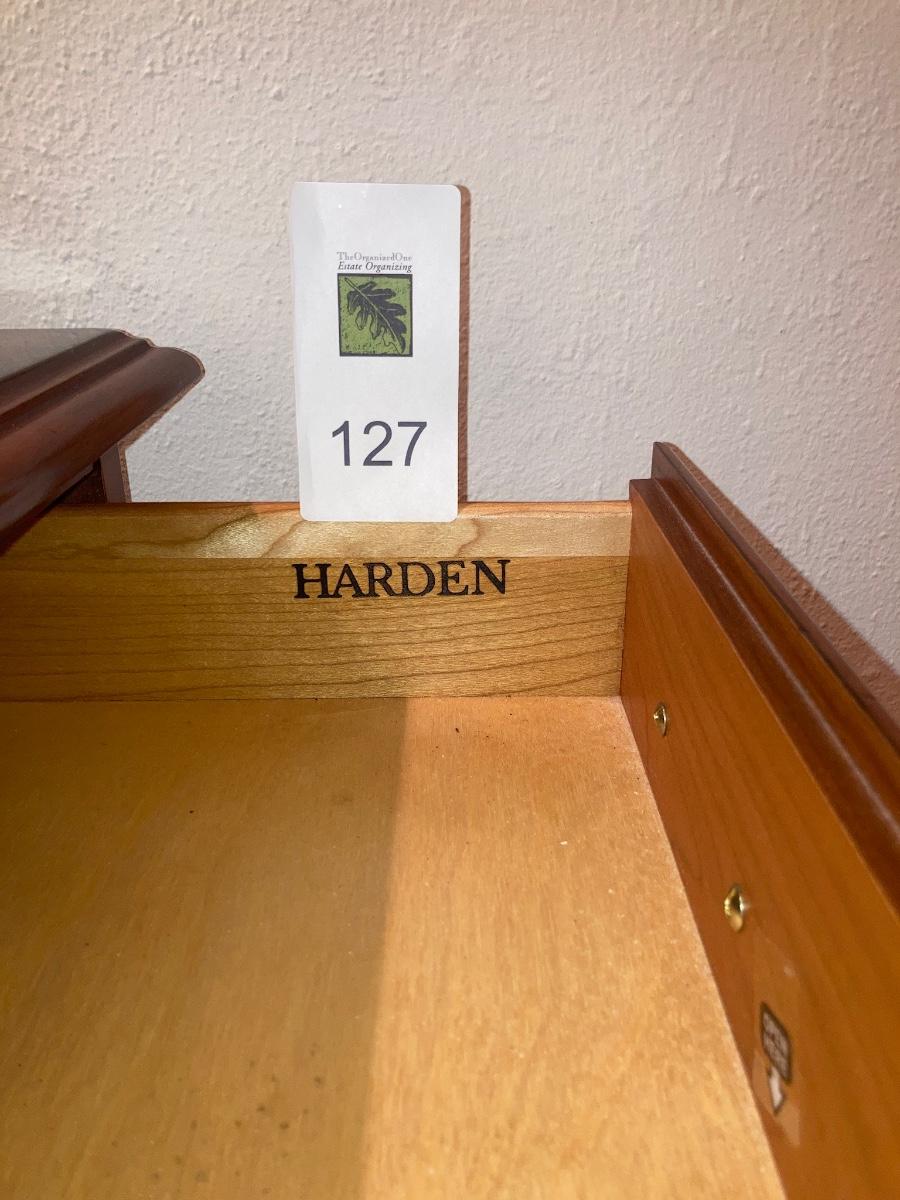 TheOrganizedOne
Estate Organizing
127
HARDEN